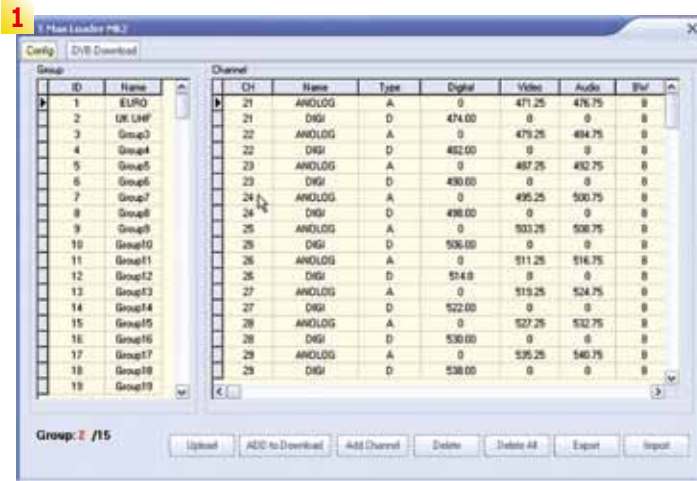 1
S Max Loader Mk2
Config DVB Download
Group Channel
ID Name CH Name Type Digital Video Audio BW
1 EURO 21 ANOLOG A 0 471.25 476.75 8
2 UK UHF 21 DIGI D 474.00 0 0 8
3 Group3 22 ANOLOG A 0 479.25 484.75 8
4 Group4 22 DIGI D 482.00 0 0 8
5 Group5 23 ANOLOG A 0 487.25 492.75 8
6 Group6 23 DIGI D 490.00 0 0 8
7 Group7 24 ANOLOG A 0 495.25 500.75 8
8 Group8 24 DIGI D 498.00 0 0 8
9 Group9 25 ANOLOG A 0 503.25 508.75 8
10 Group10 25 DIGI D 506.00 0 0 8
11 Group11 26 ANOLOG A 0 511.25 516.75 8
12 Group12 26 DIGI D 514.0 0 0 8
13 Group13 27 ANOLOG A 0 519.25 524.75 8
14 Group14 27 DIGI D 522.00 0 0 8
15 Group15 28 ANOLOG A 0 527.25 532.75 8
16 Group16 28 DIGI D 530.00 0 0 8
17 Group17 29 ANOLOG A 0 535.25 540.75 8
18 Group18 29 DIGI D 538.00 0 0 8
19 Group19
Group: 2 /15
Upload ADD to Download Add Channel Delete Delete All Export Import